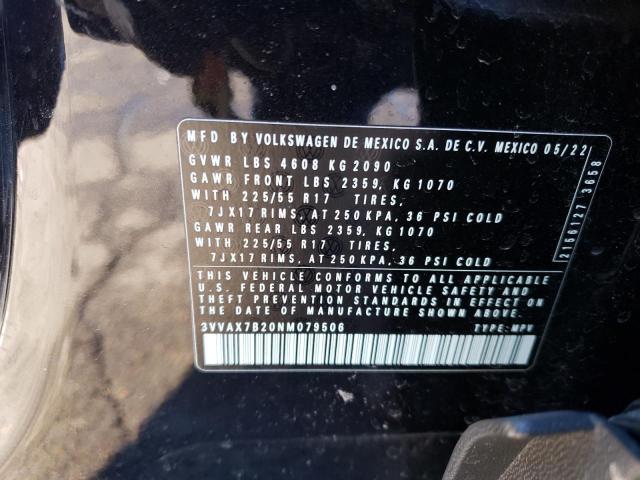 MFD BY VOLKSWAGEN DE MEXICO S.A. DE C.V. MEXICO 05/22
GVWR LBS 4608 KG 2090
GAWR FRONT LBS 2359, KG 1070
WITH 225/55 R17 TIRES,
7JX17 RIMS, AT 250 KPA, 36 PSI COLD
GAWR REAR LBS 2359, KG 1070
WITH 225/55 R17 TIRES,
7JX17 RIMS, AT 250 KPA, 36 PSI COLD
THIS VEHICLE CONFORMS TO ALL APPLICABLE
U.S. FEDERAL MOTOR VEHICLE SAFETY AND
THEFT PREVENTION STANDARDS IN EFFECT ON
THE DATE OF MANUFACTURE SHOWN ABOVE.
3VVAX7B20NM079506 TYPE: MPV
2156127 3658